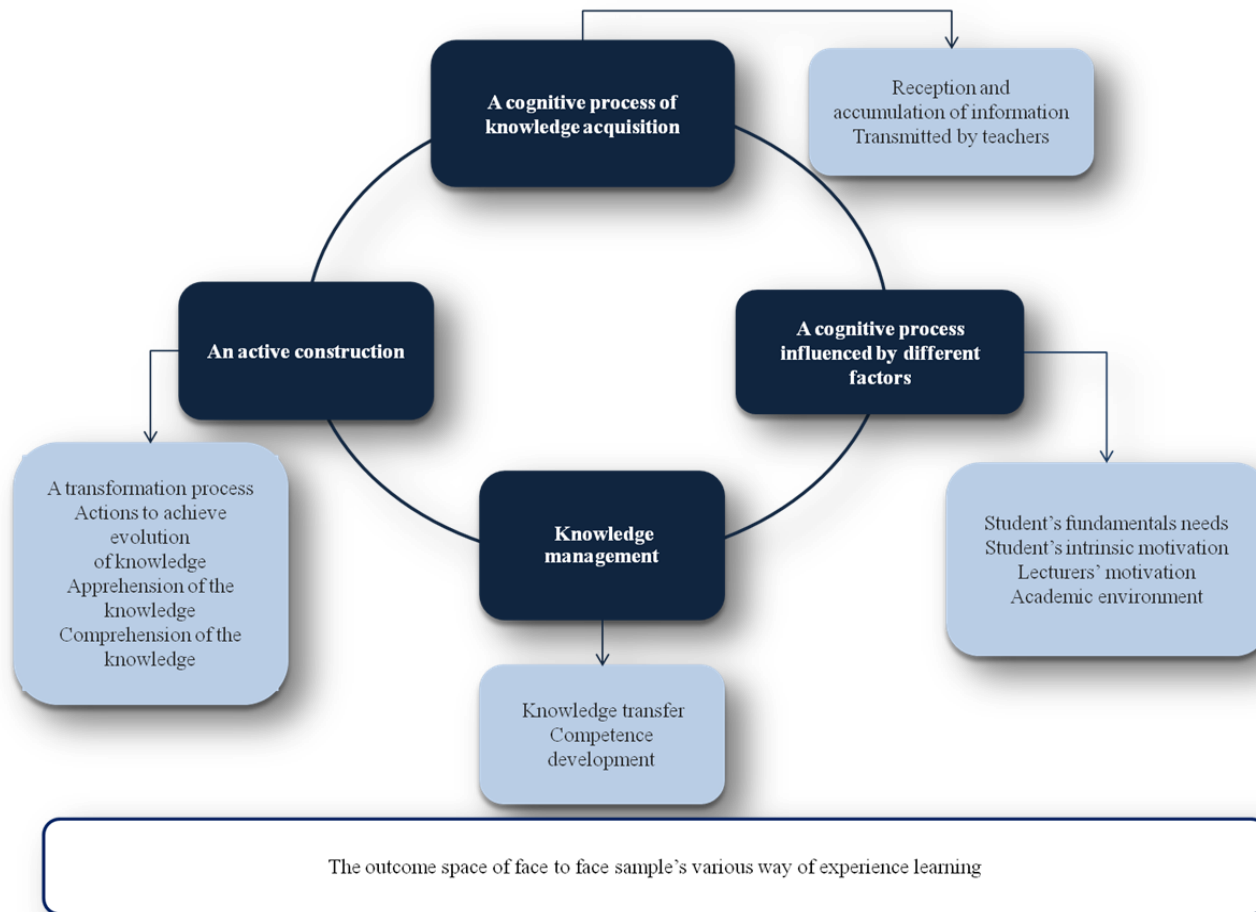 A cognitive process of
knowledge acquisition
Reception and
accumulation of information
Transmitted by teachers
An active construction
A cognitive process
influenced by different
factors
A transformation process
Actions to achieve
evolution
of knowledge
Apprehension of the
knowledge
Comprehension of the
knowledge
Knowledge
management
Student’s fundamentals needs
Student’s intrinsic motivation
Lecturers’ motivation
Academic environment
Knowledge transfer
Competence
development
The outcome space of face to face sample’s various way of experience learning